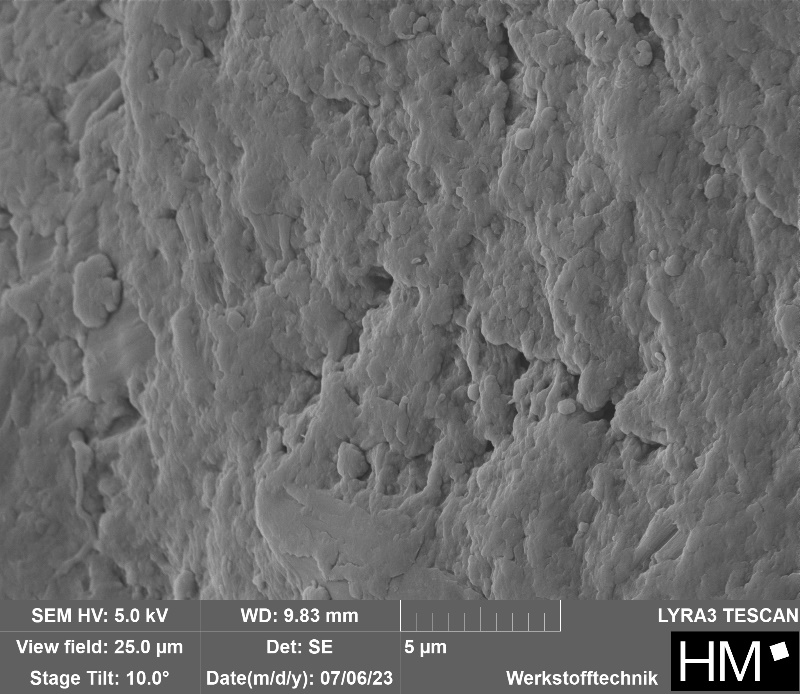 SEM HV: 5.0 kV WD: 9.83 mm LYRA3 TESCAN
View field: 25.0 µm Det: SE 5 µm
Stage Tilt: 10.0° Date(m/d/y): 07/06/23 Werkstofftechnik
HM